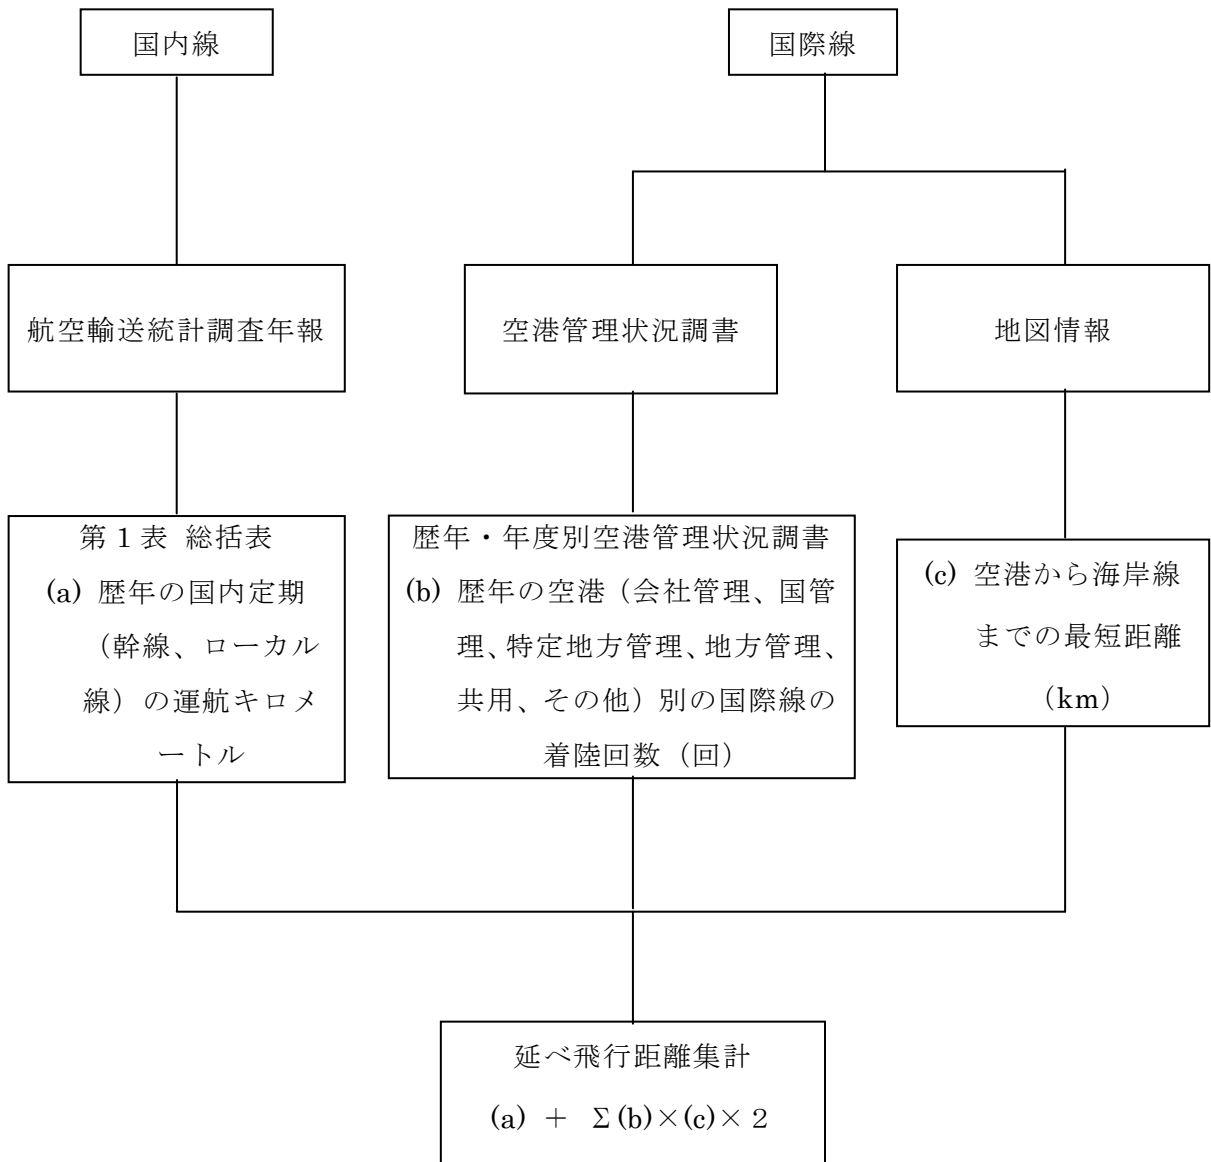 国内線
国際線
航空輸送統計調査年報
空港管理状況調書
地図情報
第1表 総括表
(a) 歴年の国内定期
（幹線、ローカル
線）の運航キロメ
ートル
歴年・年度別空港管理状況調書
(b) 歴年の空港（会社管理、国管
理、特定地方管理、地方管理、
共用、その他）別の国際線の
着陸回数（回）
(c) 空港から海岸線
までの最短距離
（km）
延べ飛行距離集計
(a) ＋ Σ(b)×(c)×２